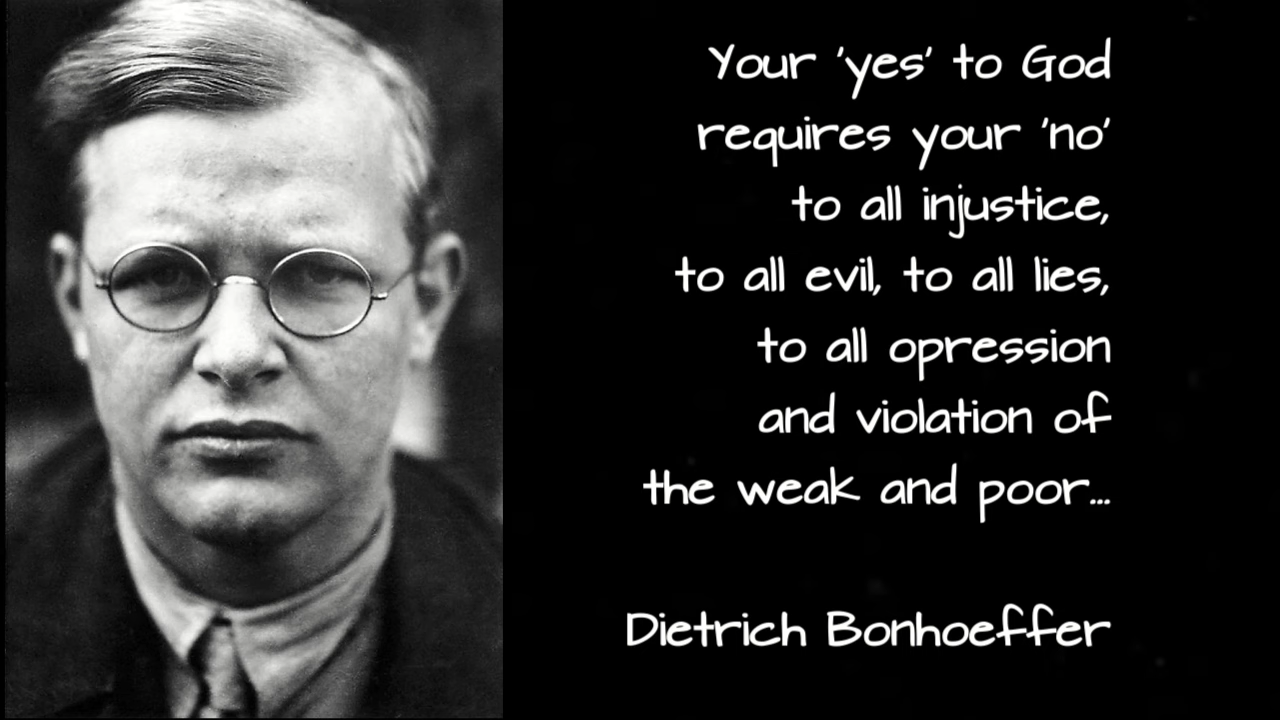 Your 'yes' to God
requires your 'no'
to all injustice,
to all evil, to all lies,
to all opression
and violation of
the weak and poor...
Dietrich Bonhoeffer